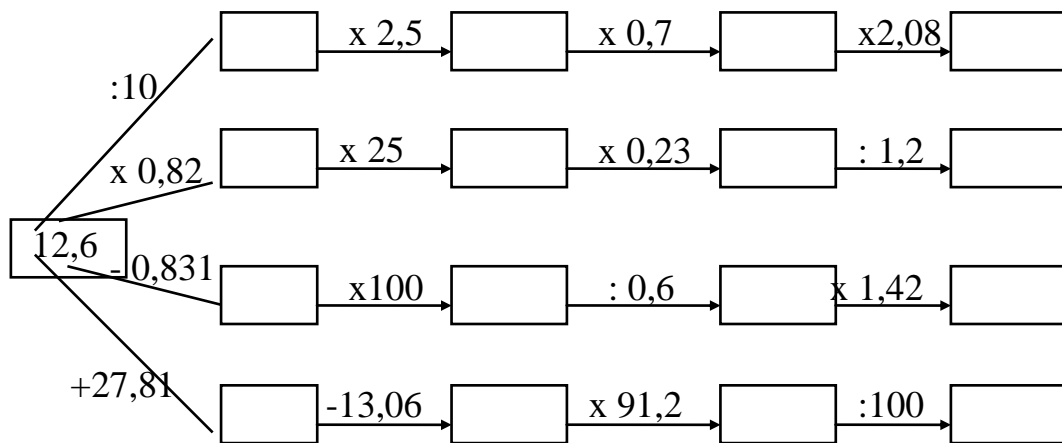 x 2,5 x 0,7 x2,08
:10
x 25 x 0,23 : 1,2
x 0,82
12,6
- 0,831
x100 : 0,6 x 1,42
+27,81
-13,06 x 91,2 :100